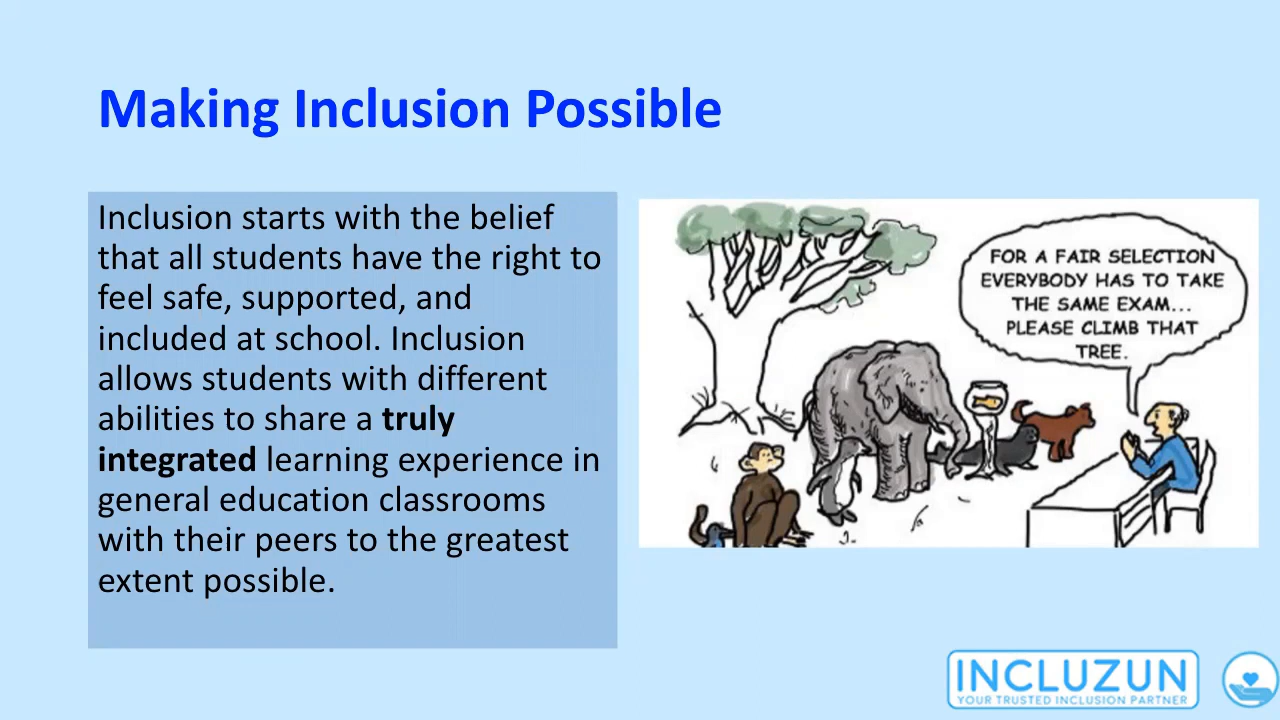 Making Inclusion Possible
Inclusion starts with the belief
that all students have the right to
feel safe, supported, and
included at school. Inclusion
allows students with different
abilities to share a truly
integrated learning experience in
general education classrooms
with their peers to the greatest
extent possible.
FOR A FAIR SELECTION
EVERYBODY HAS TO TAKE
THE SAME EXAM...
PLEASE CLIMB THAT
TREE.
INCLUZUN
YOUR TRUSTED INCLUSION PARTNER